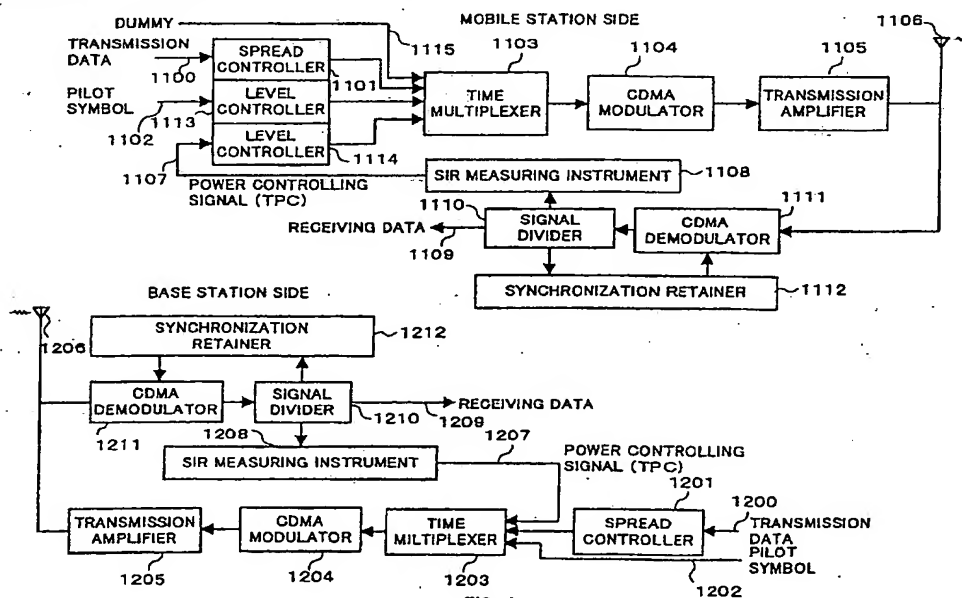 DUMMY
MOBILE STATION SIDE
1115
1103
1104
1105
1106
TRANSMISSION
DATA
1100
SPREAD
CONTROLLER
1101
PILOT
SYMBOL
1102
1113
LEVEL
CONTROLLER
LEVEL
CONTROLLER
1114
1107
TIME
MULTIPLEXER
CDMA
MODULATOR
TRANSMISSION
AMPLIFIER
POWER CONTROLLING
SIGNAL (TPC)
SIR MEASURING INSTRUMENT
1108
1110
1111
RECEIVING DATA
1109
SIGNAL
DIVIDER
CDMA
DEMODULATOR
SYNCHRONIZATION RETAINER
1112
BASE STATION SIDE
1206
SYNCHRONIZATION
RETAINER
1212
CDMA
DEMODULATOR
1211
SIGNAL
DIVIDER
1210
1209
RECEIVING DATA
1208
SIR MEASURING INSTRUMENT
1207
POWER CONTROLLING
SIGNAL (TPC)
1201
1200
TRANSMISSION
AMPLIFIER
1205
CDMA
MODULATOR
1204
TIME
MILTIPLEXER
1203
SPREAD
CONTROLLER
TRANSMISSION
DATA
PILOT
SYMBOL
1202